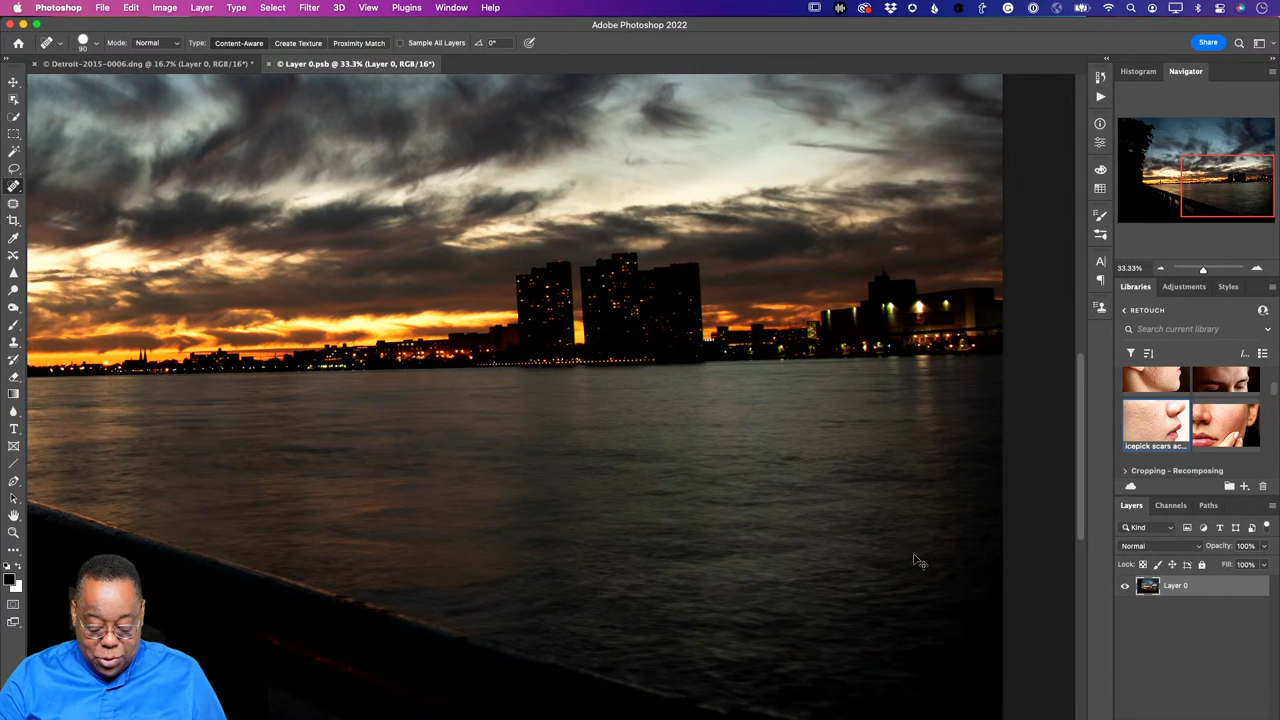 Photoshop File Edit Image Layer Type Select Filter 3D View Plugins Window Help
Adobe Photoshop 2022
90 Mode: Normal Type: Content-Aware Create Texture Proximity Match Sample All Layers 0° Share
× © Detroit-2015-0006.dng @ 16.7% (Layer 0, RGB/16*) * × © Layer 0.psb @ 33.3% (Layer 0, RGB/16*)
Histogram Navigator
33.33%
Libraries Adjustments Styles
RETOUCH
Search current library
icepick scars ac...
Cropping - Recomposing
Layers Channels Paths
Kind
Normal Opacity: 100%
Lock: Fill: 100%
Layer 0